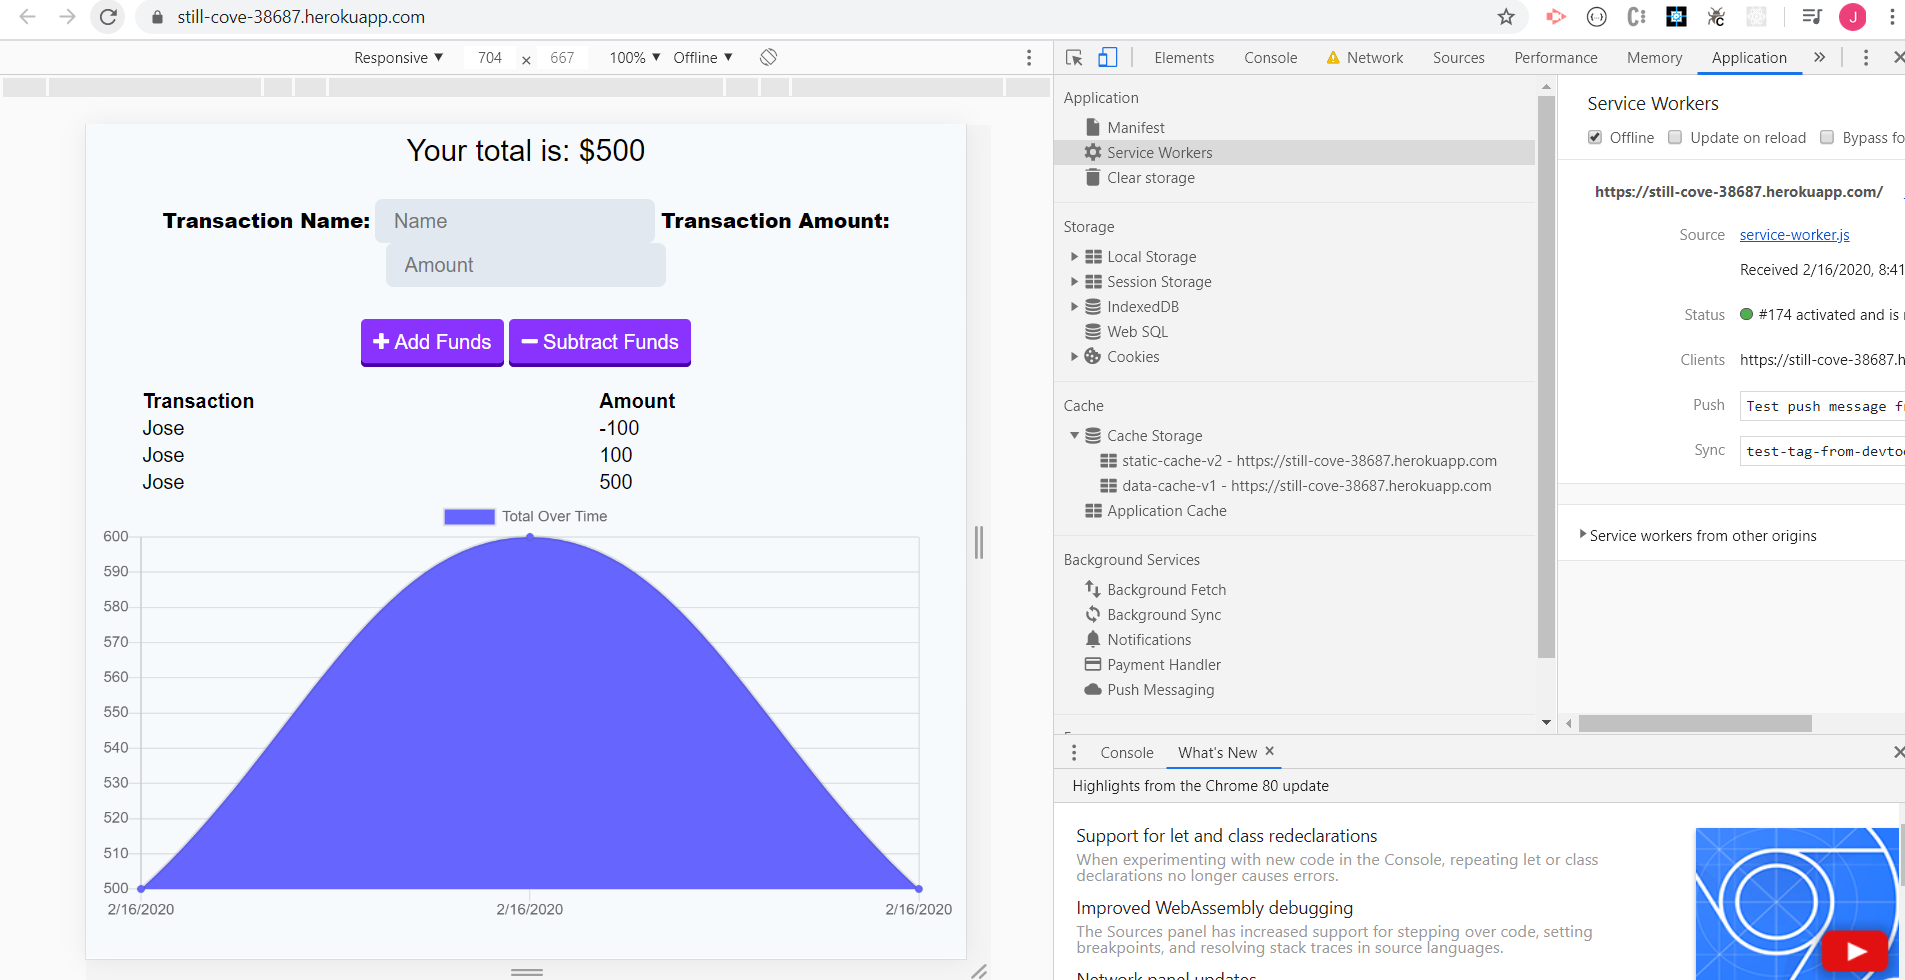 still-cove-38687.herokuapp.com
J
Responsive ▼ 704 × 667 100% ▼ Offline ▼
Your total is: $500
Transaction Name: Name Transaction Amount:
Amount
Add Funds Subtract Funds
Transaction Amount
Jose -100
Jose 100
Jose 500
Total Over Time
600
590
580
570
560
550
540
530
520
510
500
2/16/2020 2/16/2020 2/16/2020
Elements Console Network Sources Performance Memory Application »
Application
Manifest
Service Workers
Clear storage
Storage
Local Storage
Session Storage
IndexedDB
Web SQL
Cookies
Cache
Cache Storage
static-cache-v2 - https://still-cove-38687.herokuapp.com
data-cache-v1 - https://still-cove-38687.herokuapp.com
Application Cache
Background Services
Background Fetch
Background Sync
Notifications
Payment Handler
Push Messaging
Service Workers
Offline Update on reload Bypass fo
https://still-cove-38687.herokuapp.com/
Source service-worker.js
Received 2/16/2020, 8:41
Status #174 activated and is
Clients https://still-cove-38687.h
Push Test push message f
Sync test-tag-from-devto
Service workers from other origins
Console What's New ×
Highlights from the Chrome 80 update
Support for let and class redeclarations
When experimenting with new code in the Console, repeating let or class
declarations no longer causes errors.
Improved WebAssembly debugging
The Sources panel has increased support for stepping over code, setting
breakpoints, and resolving stack traces in source languages.
Network panel updates